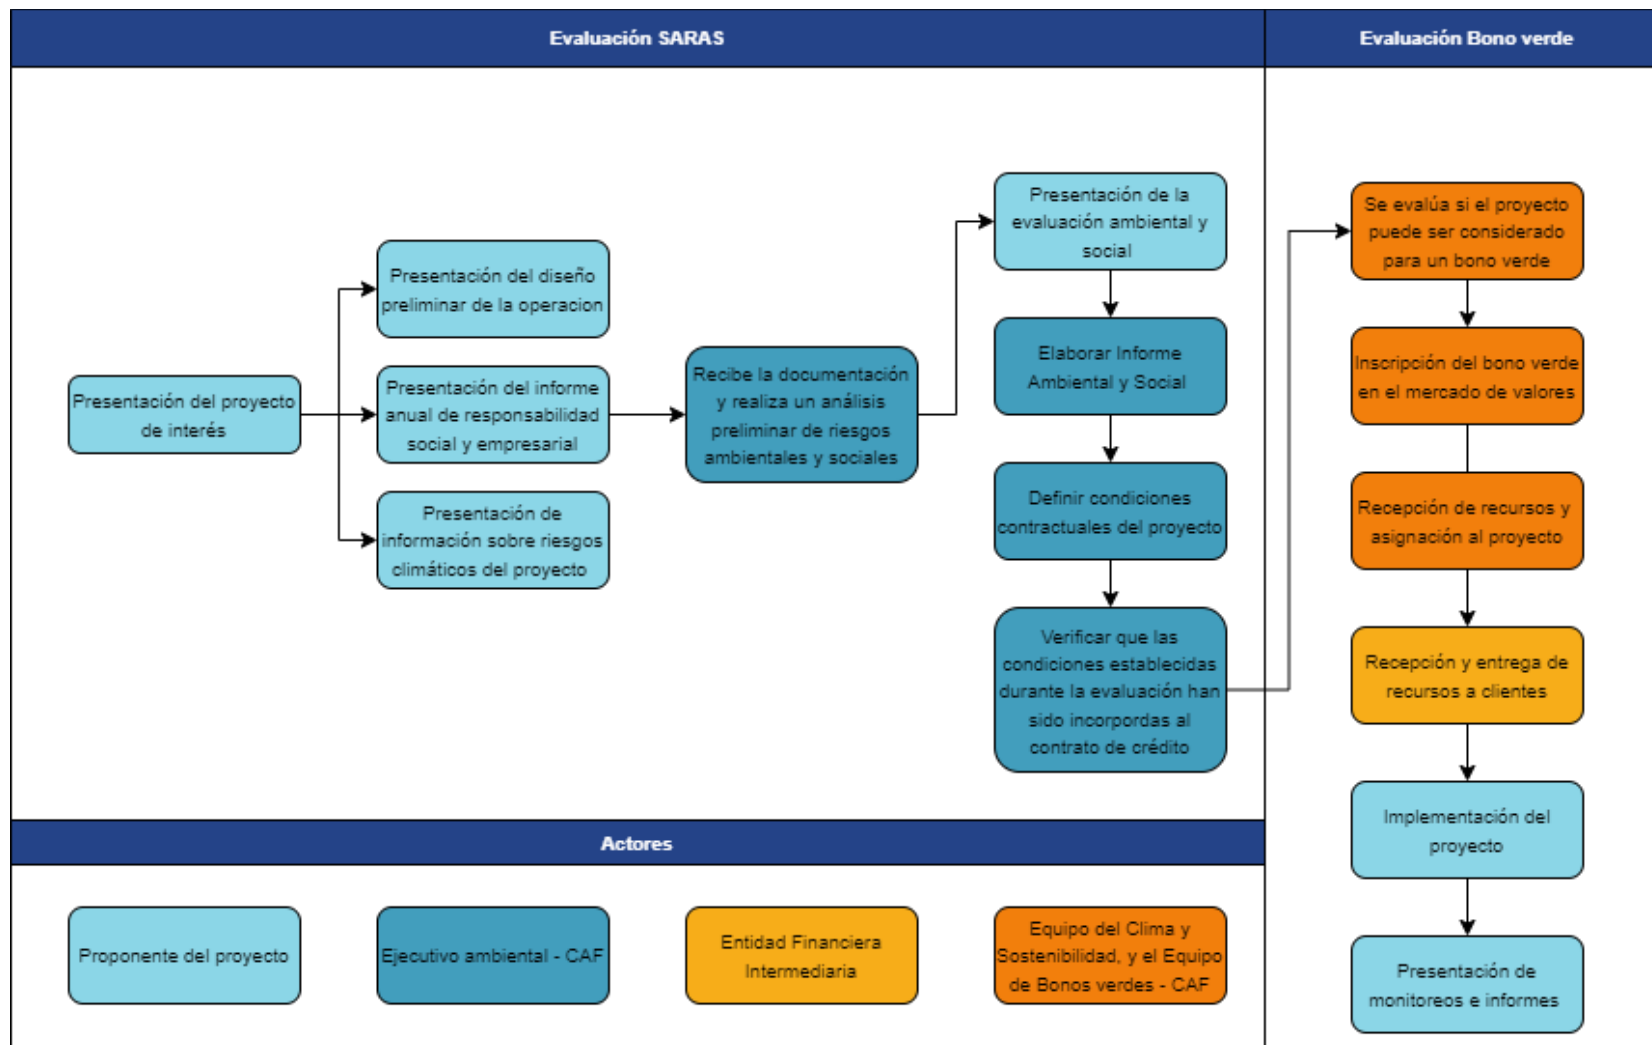 Evaluación SARAS
Evaluación Bono verde
Presentación del proyecto
de interés
Presentación del diseño
preliminar de la operacion
Presentación del informe
anual de responsabilidad
social y empresarial
Presentación de
información sobre riesgos
climáticos del proyecto
Recibe la documentación
y realiza un análisis
preliminar de riesgos
ambientales y sociales
Presentación de la
evaluación ambiental y
social
Elaborar Informe
Ambiental y Social
Definir condiciones
contractuales del proyecto
Verificar que las
condiciones establecidas
durante la evaluación han
sido incorpordas al
contrato de crédito
Se evalúa si el proyecto
puede ser considerado
para un bono verde
Inscripción del bono verde
en el mercado de valores
Recepción de recursos y
asignación al proyecto
Recepción y entrega de
recursos a clientes
Implementación del
proyecto
Presentación de
monitoreos e informes
Actores
Proponente del proyecto
Ejecutivo ambiental - CAF
Entidad Financiera
Intermediaria
Equipo del Clima y
Sostenibilidad, y el Equipo
de Bonos verdes - CAF